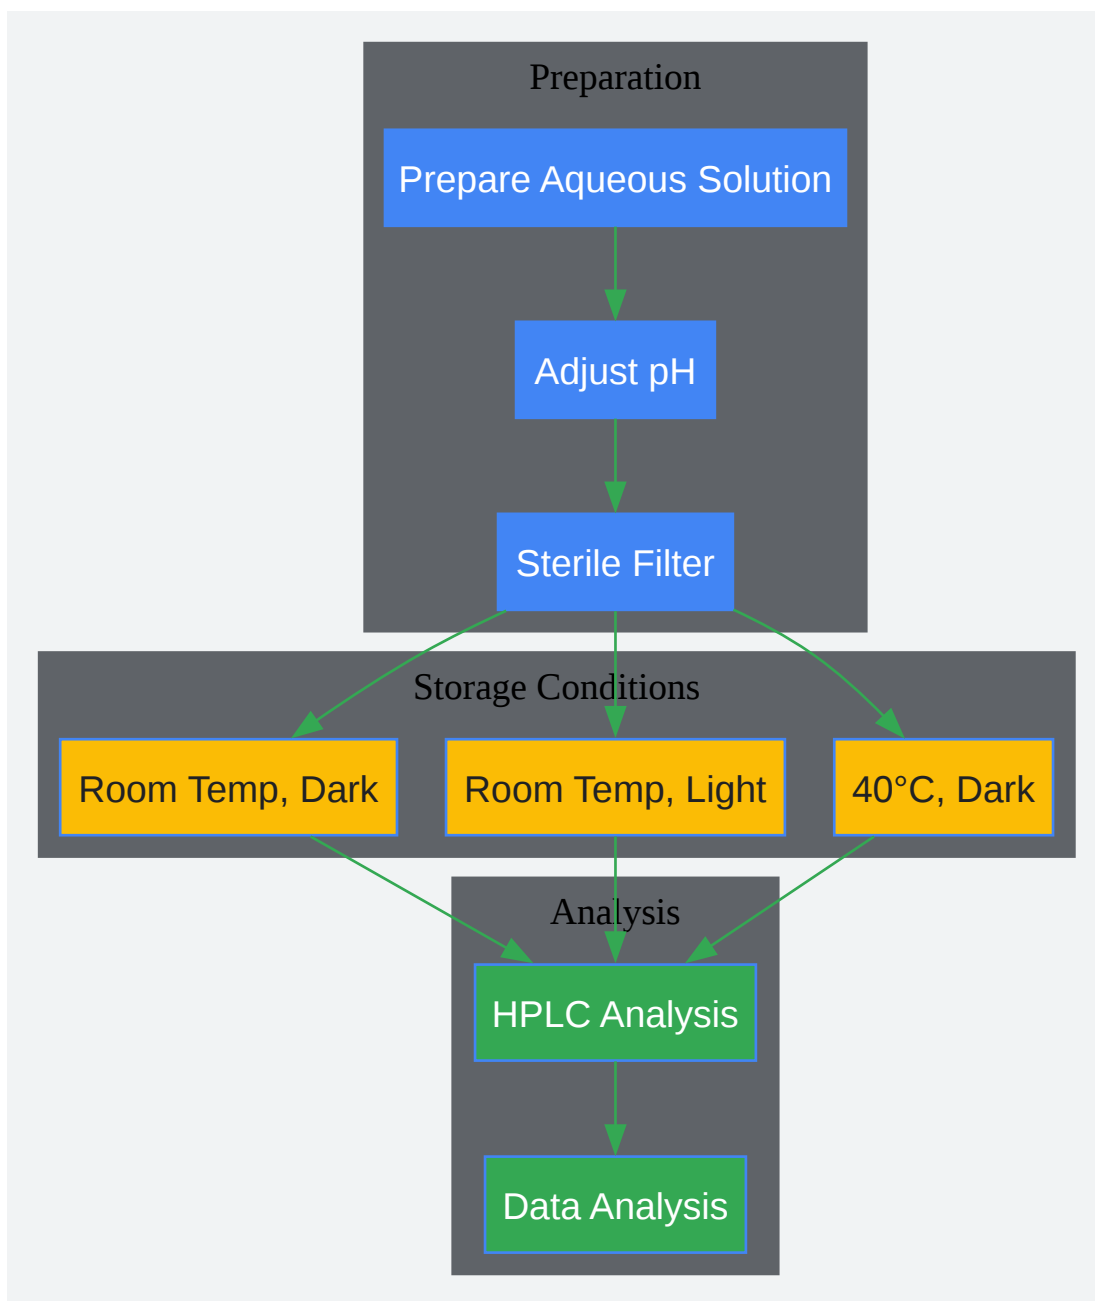 Preparation
Prepare Aqueous Solution
Adjust pH
Sterile Filter
Storage Conditions
Room Temp, Dark
Room Temp, Light
40°C, Dark
Analysis
HPLC Analysis
Data Analysis